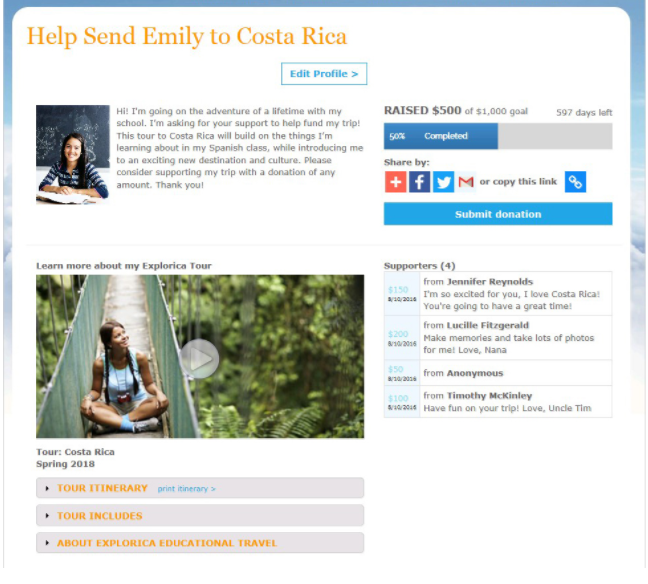 Help Send Emily to Costa Rica
Edit Profile >
Hi! I'm going on the adventure of a lifetime with my
school. I'm asking for your support to help fund my trip!
This tour to Costa Rica will build on the things I'm
learning about in my Spanish class, while introducing me
to an exciting new destination and culture. Please
consider supporting my trip with a donation of any
amount. Thank you!
RAISED $500 of $1,000 goal
597 days left
50% Completed
Share by:
or copy this link
Submit donation
Learn more about my Explorica Tour
Tour: Costa Rica
Spring 2018
TOUR ITINERARY print itinerary >
TOUR INCLUDES
ABOUT EXPLORICA EDUCATIONAL TRAVEL
Supporters (4)
$150
8/10/2016
from Jennifer Reynolds
I'm so excited for you, I love Costa Rica!
You're going to have a great time!
$200
8/10/2016
from Lucille Fitzgerald
Make memories and take lots of photos
for me! Love, Nana
$50
8/10/2016
from Anonymous
$100
8/10/2016
from Timothy McKinley
Have fun on your trip! Love, Uncle Tim